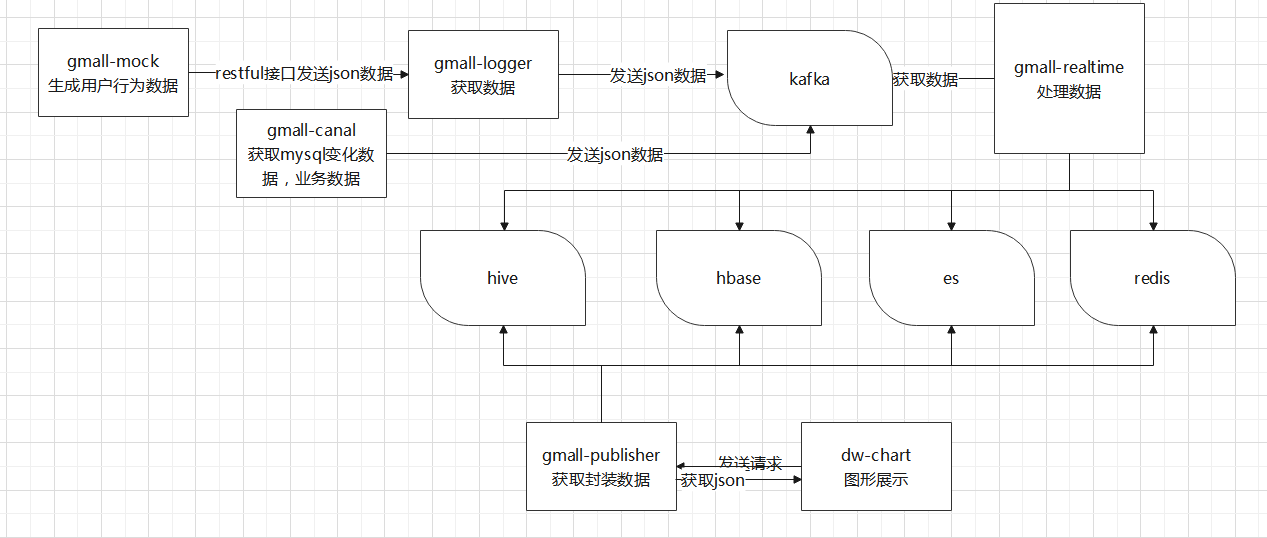 gmall-mock
生成用户行为数据
restful接口发送json数据
gmall-logger
获取数据
发送json数据
kafka
获取数据
gmall-realtime
处理数据
gmall-canal
获取mysql变化数
据，业务数据
发送json数据
hive
hbase
es
redis
gmall-publisher
获取封装数据
发送请求
获取json
dw-chart
图形展示